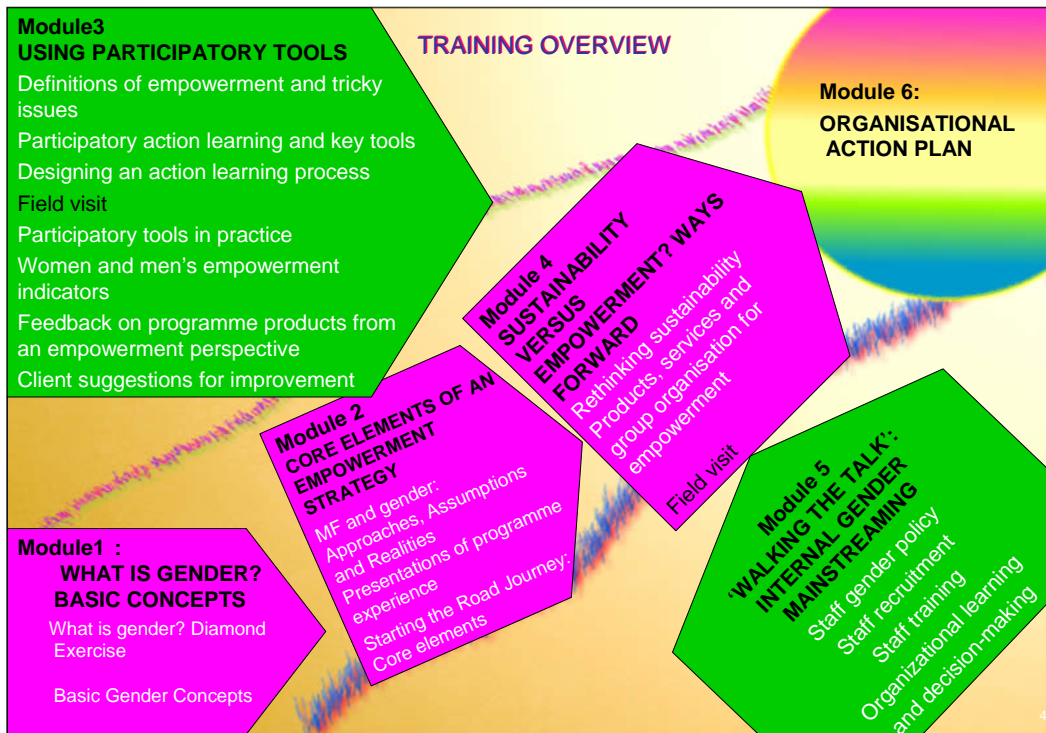 TRAINING OVERVIEW
Module3
USING PARTICIPATORY TOOLS
Definitions of empowerment and tricky
issues
Participatory action learning and key tools
Designing an action learning process
Field visit
Participatory tools in practice
Women and men's empowerment
indicators
Feedback on programme products from
an empowerment perspective
Client suggestions for improvement
Module 6:
ORGANISATIONAL
ACTION PLAN
Module 4
SUSTAINABILITY
VERSUS
EMPOWERMENT? WAYS
FORWARD
Rethinking sustainability
Products, services and
group organisation for
empowerment
Field visit
Module 2
CORE ELEMENTS OF AN
EMPOWERMENT
STRATEGY
MF and gender:
Approaches, Assumptions
and Realities
Presentations of programme
experience
Starting the Road Journey:
Core elements
Module1 :
WHAT IS GENDER?
BASIC CONCEPTS
What is gender? Diamond
Exercise
Basic Gender Concepts
Module 5
'WALKING THE TALK':
INTERNAL GENDER
MAINSTREAMING
Staff gender policy
Staff recruitment
Staff training
Organizational learning
and decision-making
4